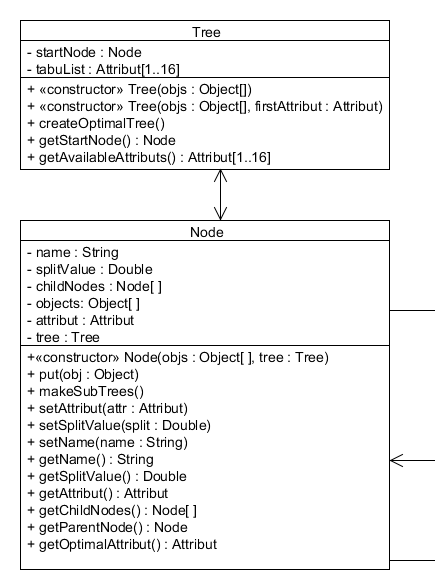 Tree
- startNode : Node
- tabuList : Attribut[1..16]
+ «constructor» Tree(objs : Object[])
+ «constructor» Tree(objs : Object[], firstAttribut : Attribut)
+ createOptimalTree()
+ getStartNode() : Node
+ getAvailableAttributs() : Attribut[1..16]
Node
- name : String
- splitValue : Double
- childNodes : Node[ ]
- objects: Object[ ]
- attribut : Attribut
- tree : Tree
+«constructor» Node(objs : Object[ ], tree : Tree)
+ put(obj : Object)
+ makeSubTrees()
+ setAttribut(attr : Attribut)
+ setSplitValue(split : Double)
+ setName(name : String)
+ getName() : String
+ getSplitValue() : Double
+ getAttribut() : Attribut
+ getChildNodes() : Node[ ]
+ getParentNode() : Node
+ getOptimalAttribut() : Attribut